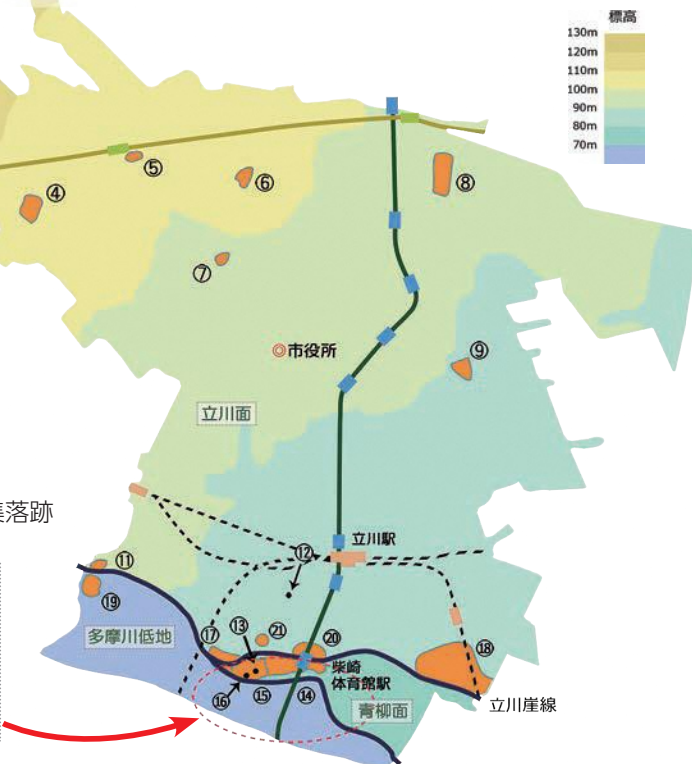 標高
130m
120m
110m
100m
90m
80m
70m
④
⑤
⑥
⑧
⑦
⑨
◎市役所
立川面
集落跡
立川駅
⑫
⑪
⑲
多摩川低地
⑰
⑬
㉑
⑳
⑱
柴崎
体育館駅
⑯
⑮
⑭
青柳面
立川崖線